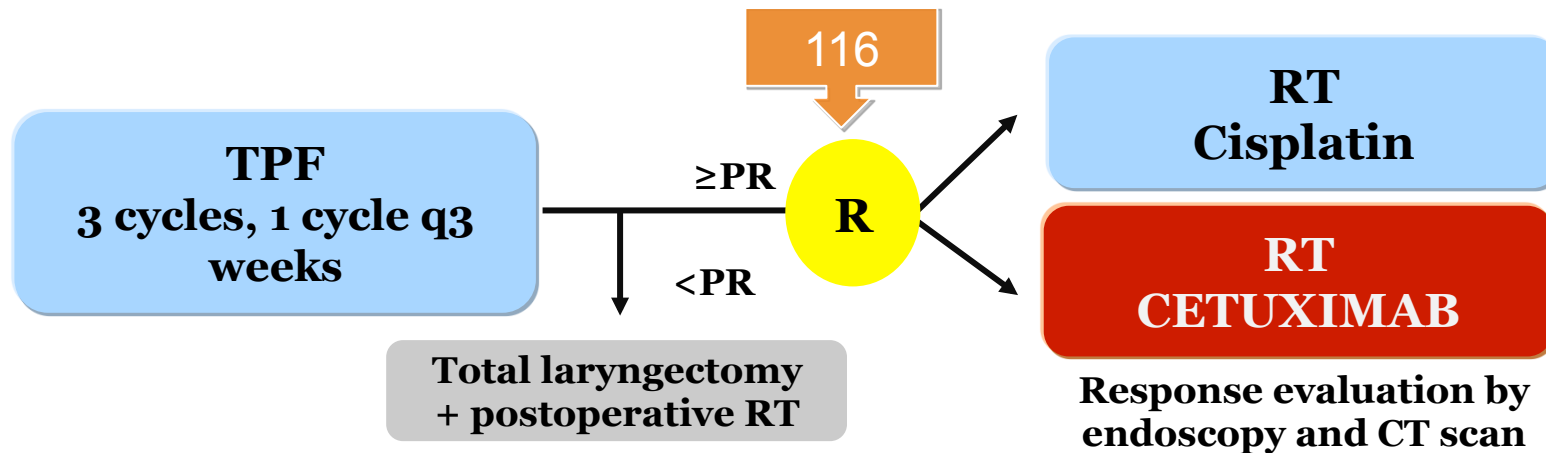 116
TPF
3 cycles, 1 cycle q3
weeks
≥PR
<PR
R
Total laryngectomy
+ postoperative RT
RT
Cisplatin
RT
CETUXIMAB
Response evaluation by
endoscopy and CT scan